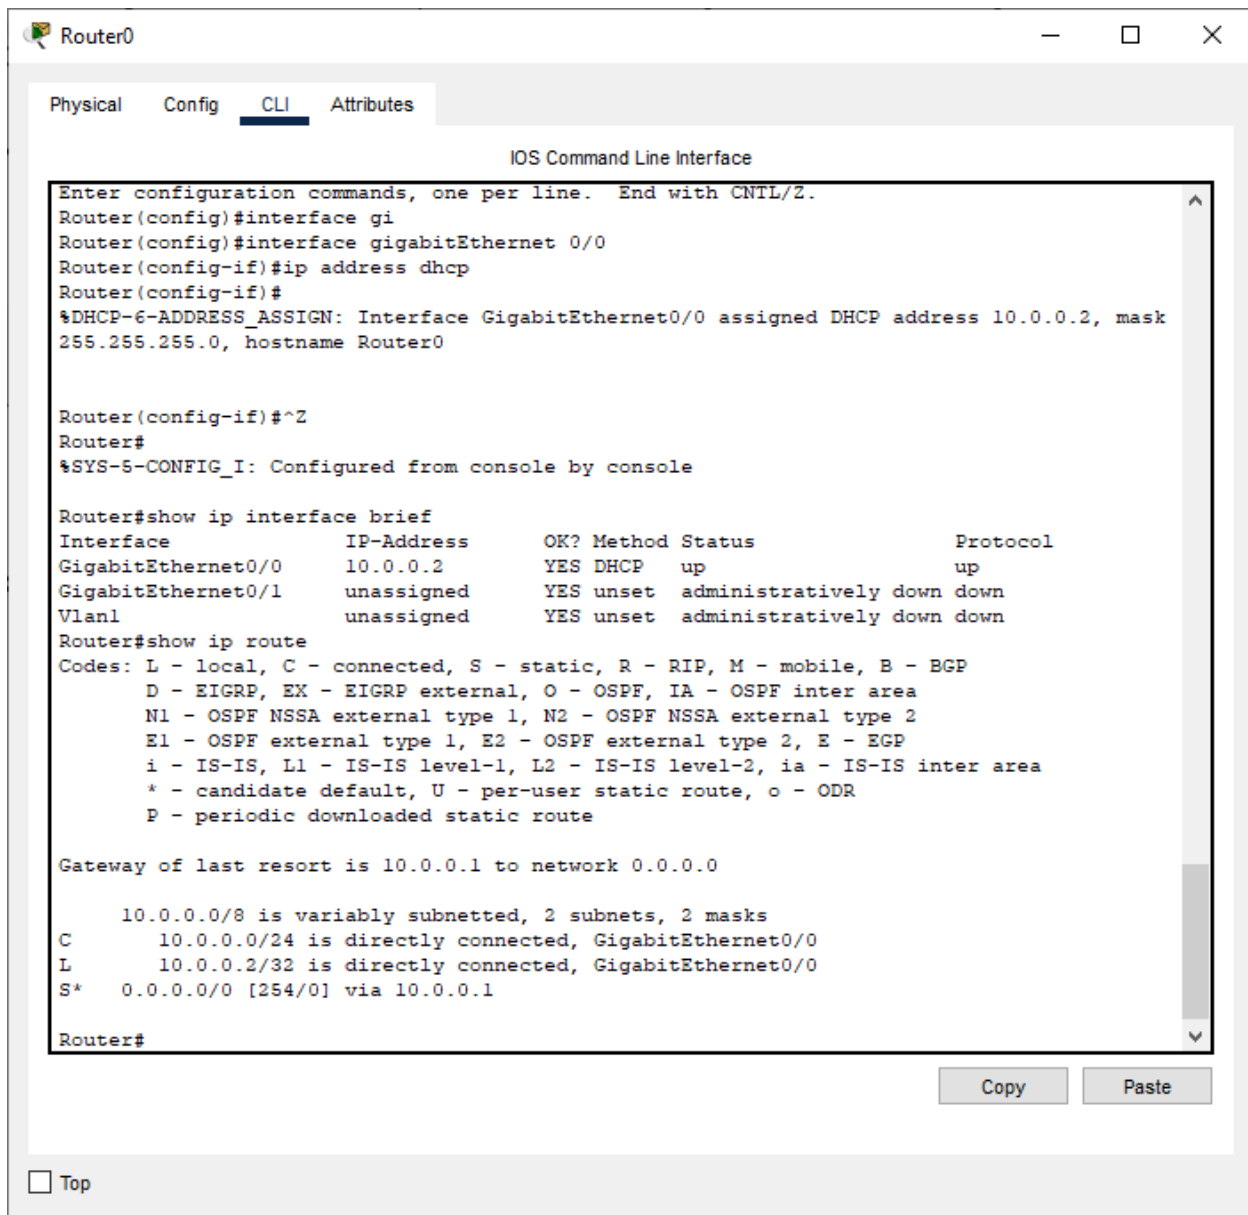 Router0
Physical Config CLI Attributes
IOS Command Line Interface
Enter configuration commands, one per line.  End with CNTL/Z.
Router(config)#interface gi
Router(config)#interface gigabitEthernet 0/0
Router(config-if)#ip address dhcp
Router(config-if)#
%DHCP-6-ADDRESS_ASSIGN: Interface GigabitEthernet0/0 assigned DHCP address 10.0.0.2, mask
255.255.255.0, hostname Router0
Router(config-if)#^Z
Router#
%SYS-5-CONFIG_I: Configured from console by console
Router#show ip interface brief
Interface              IP-Address      OK? Method Status                Protocol
GigabitEthernet0/0     10.0.0.2        YES DHCP   up                    up
GigabitEthernet0/1     unassigned      YES unset  administratively down down
Vlan1                  unassigned      YES unset  administratively down down
Router#show ip route
Codes: L - local, C - connected, S - static, R - RIP, M - mobile, B - BGP
       D - EIGRP, EX - EIGRP external, O - OSPF, IA - OSPF inter area
       N1 - OSPF NSSA external type 1, N2 - OSPF NSSA external type 2
       E1 - OSPF external type 1, E2 - OSPF external type 2, E - EGP
       i - IS-IS, L1 - IS-IS level-1, L2 - IS-IS level-2, ia - IS-IS inter area
       * - candidate default, U - per-user static route, o - ODR
       P - periodic downloaded static route
Gateway of last resort is 10.0.0.1 to network 0.0.0.0
     10.0.0.0/8 is variably subnetted, 2 subnets, 2 masks
C       10.0.0.0/24 is directly connected, GigabitEthernet0/0
L       10.0.0.2/32 is directly connected, GigabitEthernet0/0
S*   0.0.0.0/0 [254/0] via 10.0.0.1
Router#
Copy Paste
Top